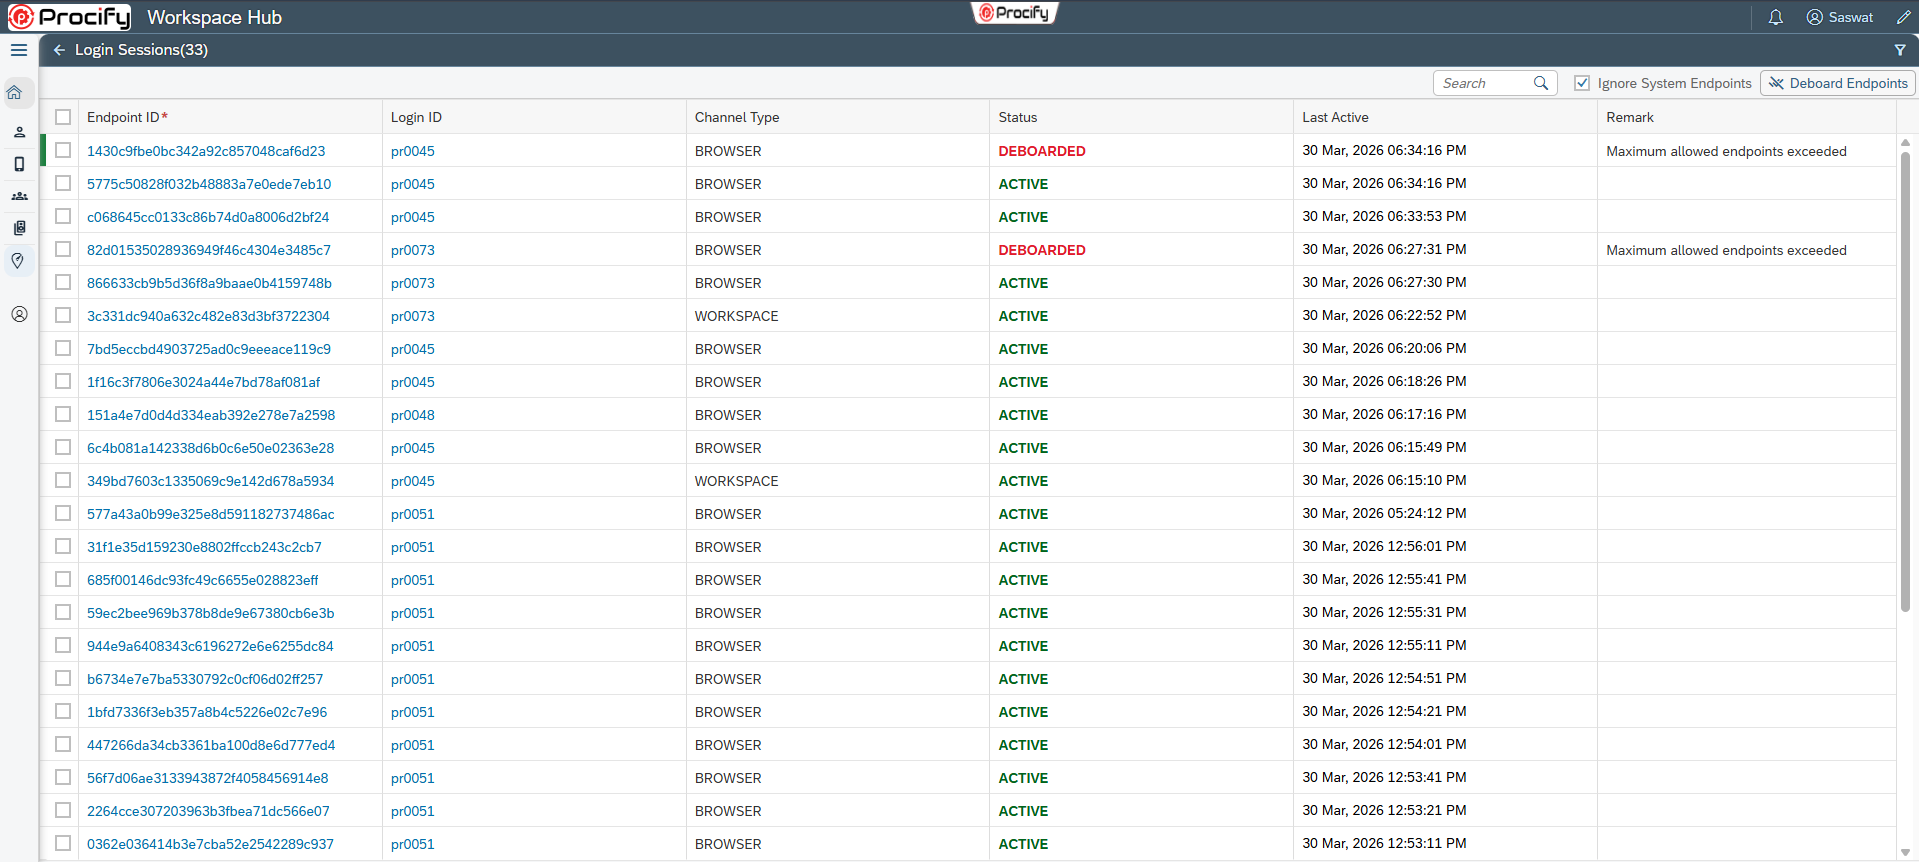 Procify Workspace Hub Procify Saswat
Login Sessions(33)
Search Ignore System Endpoints Deboard Endpoints
Endpoint ID* Login ID Channel Type Status Last Active Remark
1430c9fbe0bc342a92c857048caf6d23 pr0045 BROWSER DEBOARDED 30 Mar, 2026 06:34:16 PM Maximum allowed endpoints exceeded
5775c50828f032b48883a7e0ede7eb10 pr0045 BROWSER ACTIVE 30 Mar, 2026 06:34:16 PM
c068645cc0133c86b74d0a8006d2bf24 pr0045 BROWSER ACTIVE 30 Mar, 2026 06:33:53 PM
82d01535028936949f46c4304e3485c7 pr0073 BROWSER DEBOARDED 30 Mar, 2026 06:27:31 PM Maximum allowed endpoints exceeded
866633cb9b5d36f8a9baae0b4159748b pr0073 BROWSER ACTIVE 30 Mar, 2026 06:27:30 PM
3c331dc940a632c482e83d3bf3722304 pr0073 WORKSPACE ACTIVE 30 Mar, 2026 06:22:52 PM
7bd5eccbd4903725ad0c9eeeace119c9 pr0045 BROWSER ACTIVE 30 Mar, 2026 06:20:06 PM
1f16c3f7806e3024a44e7bd78af081af pr0045 BROWSER ACTIVE 30 Mar, 2026 06:18:26 PM
151a4e7d0d4d334eab392e278e7a2598 pr0048 BROWSER ACTIVE 30 Mar, 2026 06:17:16 PM
6c4b081a142338d6b0c6e50e02363e28 pr0045 BROWSER ACTIVE 30 Mar, 2026 06:15:49 PM
349bd7603c1335069c9e142d678a5934 pr0045 WORKSPACE ACTIVE 30 Mar, 2026 06:15:10 PM
577a43a0b99e325e8d591182737486ac pr0051 BROWSER ACTIVE 30 Mar, 2026 05:24:12 PM
31f1e35d159230e8802ffccb243c2cb7 pr0051 BROWSER ACTIVE 30 Mar, 2026 12:56:01 PM
685f00146dc93fc49c6655e028823eff pr0051 BROWSER ACTIVE 30 Mar, 2026 12:55:41 PM
59ec2bee969b378b8de9e67380cb6e3b pr0051 BROWSER ACTIVE 30 Mar, 2026 12:55:31 PM
944e9a6408343c6196272e6e6255dc84 pr0051 BROWSER ACTIVE 30 Mar, 2026 12:55:11 PM
b6734e7e7ba5330792c0cf06d02ff257 pr0051 BROWSER ACTIVE 30 Mar, 2026 12:54:51 PM
1bfd7336f3eb357a8b4c5226e02c7e96 pr0051 BROWSER ACTIVE 30 Mar, 2026 12:54:21 PM
447266da34cb3361ba100d8e6d777ed4 pr0051 BROWSER ACTIVE 30 Mar, 2026 12:54:01 PM
56f7d06ae3133943872f4058456914e8 pr0051 BROWSER ACTIVE 30 Mar, 2026 12:53:41 PM
2264cce307203963b3fbea71dc566e07 pr0051 BROWSER ACTIVE 30 Mar, 2026 12:53:21 PM
0362e036414b3e7cba52e2542289c937 pr0051 BROWSER ACTIVE 30 Mar, 2026 12:53:11 PM